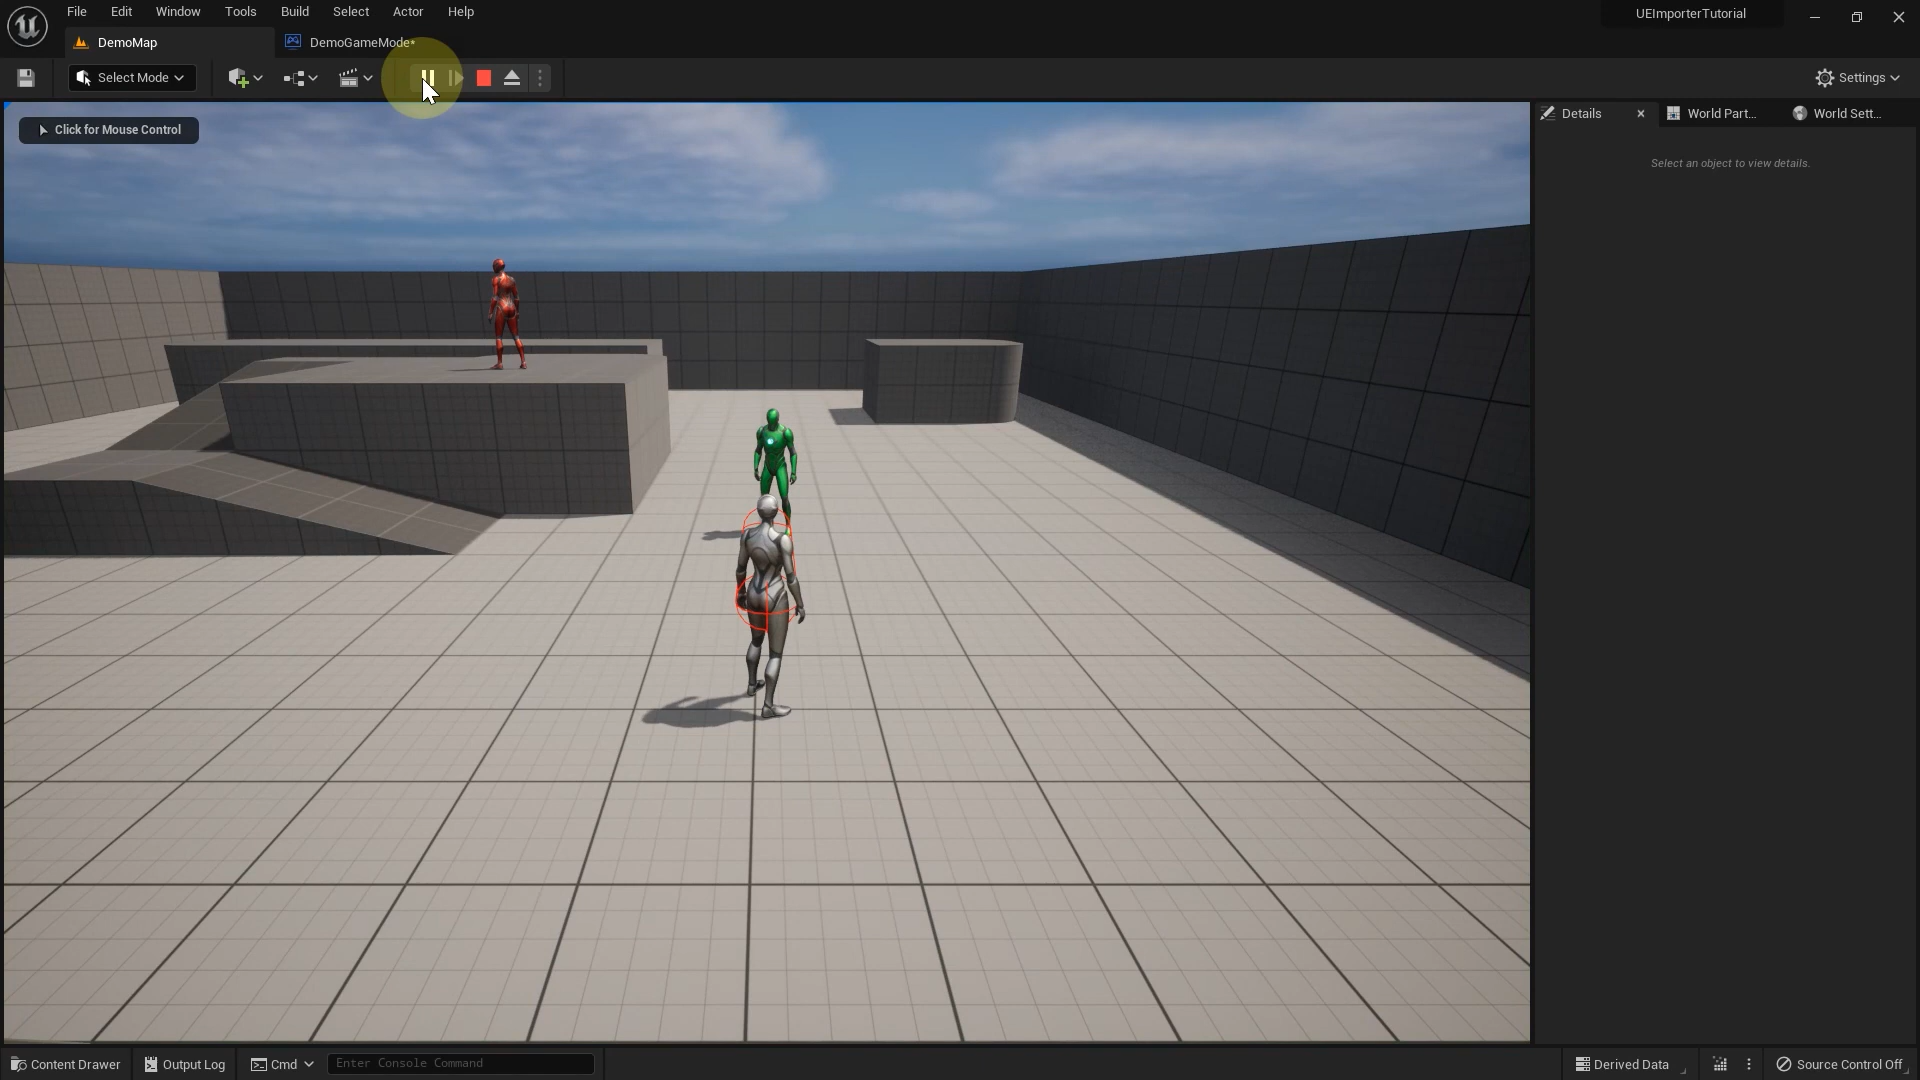 File Edit Window Tools Build Select Actor Help
UEImporterTutorial
DemoMap
DemoGameMode*
Select Mode
Settings
Click for Mouse Control
Details
World Part...
World Sett...
Select an object to view details.
Content Drawer
Output Log
Cmd
Enter Console Command
Derived Data
Source Control Off